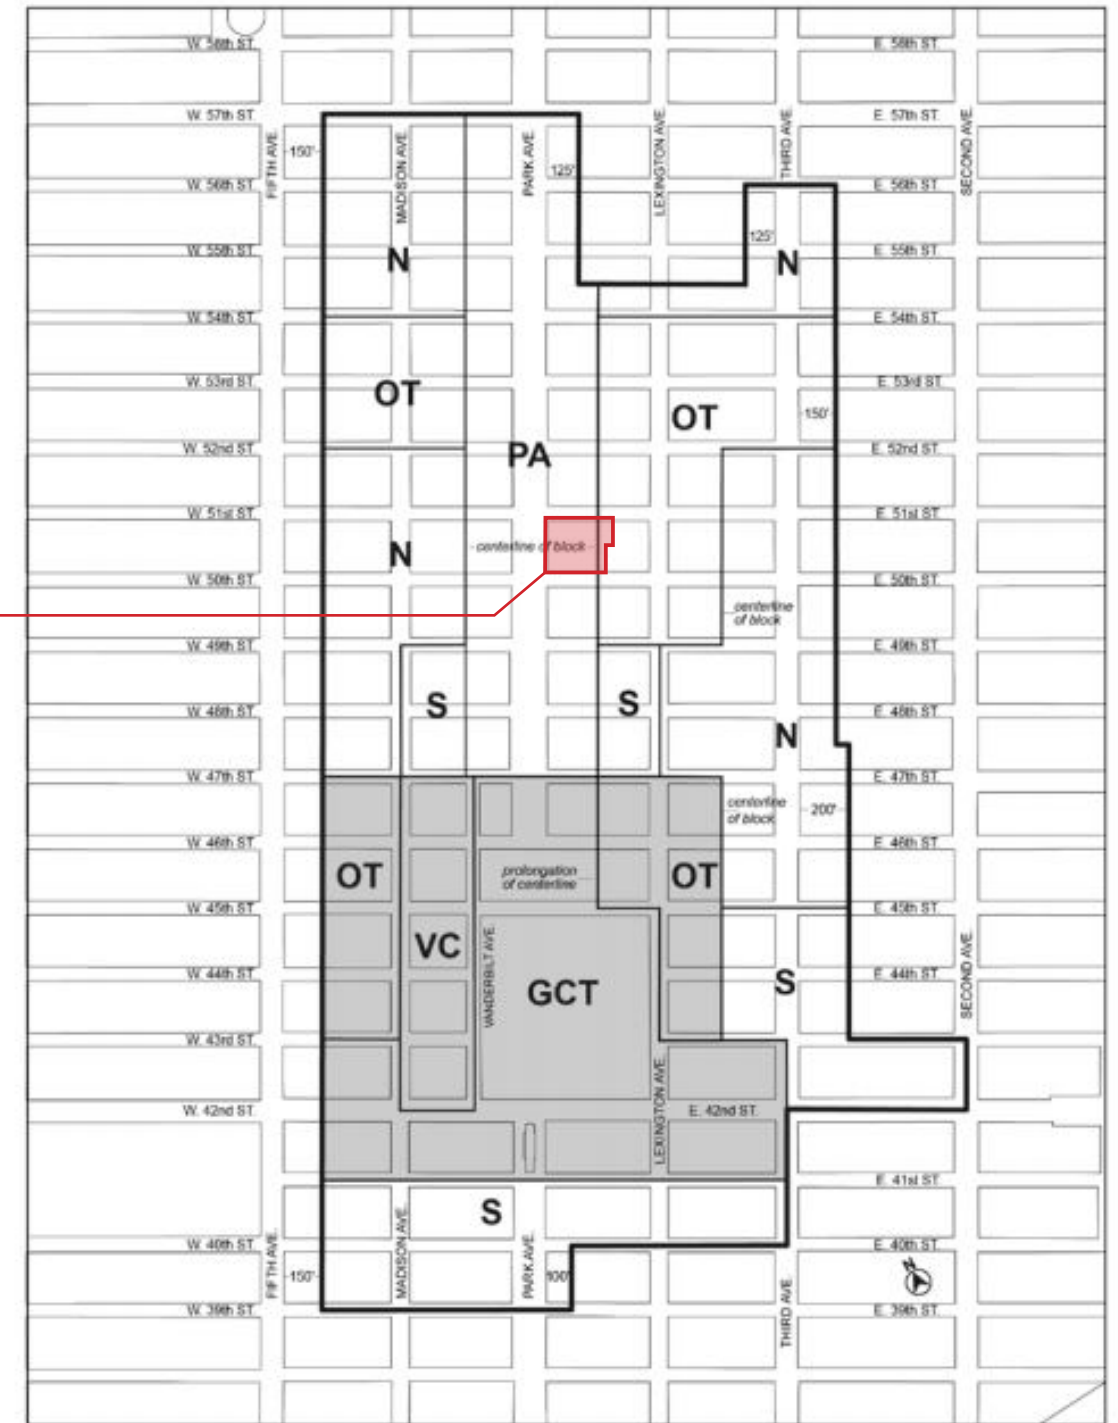 W. 58th ST.
E. 58th ST.
W. 57th ST.
E. 57th ST.
FIFTH AVE.
150'
MADISON AVE.
PARK AVE.
125'
LEXINGTON AVE.
THIRD AVE.
SECOND AVE.
W. 56th ST.
E. 56th ST.
125'
W. 55th ST.
N
N
E. 55th ST.
W. 54th ST.
E. 54th ST.
W. 53rd ST.
E. 53rd ST.
OT
OT
150'
W. 52nd ST.
PA
E. 52nd ST.
W. 51st ST.
E. 51st ST.
N
centerline of block
W. 50th ST.
E. 50th ST.
centerline
of block
W. 49th ST.
E. 49th ST.
S
S
W. 48th ST.
E. 48th ST.
N
W. 47th ST.
E. 47th ST.
centerline
of block
200'
W. 46th ST.
E. 46th ST.
OT
prolongation
of centerline
OT
W. 45th ST.
E. 45th ST.
VC
VANDERBILT AVE.
SECOND AVE.
W. 44th ST.
E. 44th ST.
GCT
S
W. 43rd ST.
E. 43rd ST.
LEXINGTON AVE.
W. 42nd ST.
E. 42nd ST.
E. 41st ST.
S
W. 40th ST.
E. 40th ST.
FIFTH AVE.
150'
MADISON AVE.
PARK AVE.
100'
THIRD AVE.
N
W. 39th ST.
E. 39th ST.